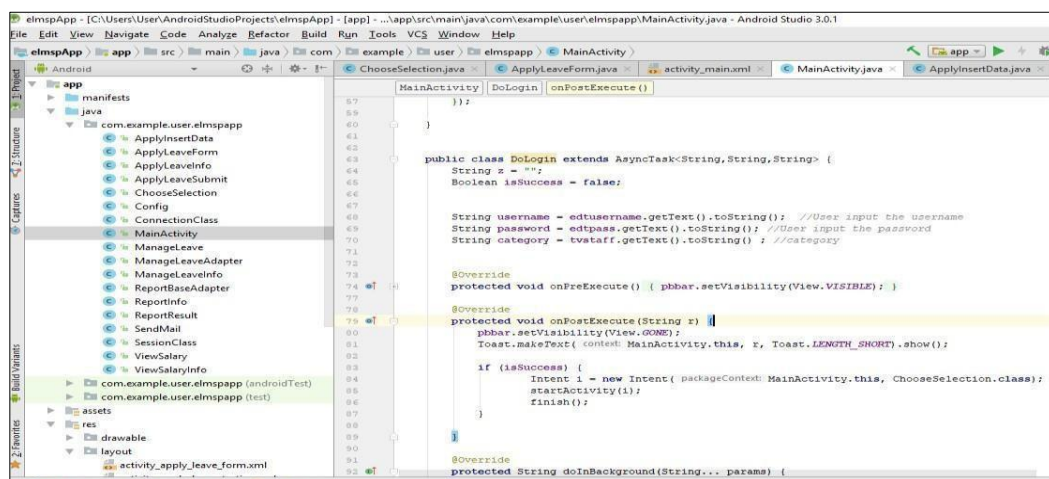 elmspApp - [C:\Users\User\AndroidStudioProjects\elmspApp] - [app] - ...\app\src\main\java\com\example\user\elmspapp\MainActivity.java - Android Studio 3.0.1
File Edit View Navigate Code Analyze Refactor Build Run Tools VCS Window Help
elmspApp app src main java com example user elmspapp MainActivity app
Android
ChooseSelection.java ApplyLeaveForm.java activity_main.xml MainActivity.java ApplyInsertData.java
MainActivity DoLogin onPostExecute()
1: Project
7: Structure
Captures
Build Variants
2: Favorites
app
manifests
java
com.example.user.elmspapp
ApplyInsertData
ApplyLeaveForm
ApplyLeaveInfo
ApplyLeaveSubmit
ChooseSelection
Config
ConnectionClass
MainActivity
ManageLeave
ManageLeaveAdapter
ManageLeaveInfo
ReportBaseAdapter
ReportInfo
ReportResult
SendMail
SessionClass
ViewSalary
ViewSalaryInfo
com.example.user.elmspapp (androidTest)
com.example.user.elmspapp (test)
assets
res
drawable
layout
activity_apply_leave_form.xml
57 });
59
60 }
61
62
63 public class DoLogin extends AsyncTask<String,String,String> {
64 String z = "";
65 Boolean isSuccess = false;
66
67
68 String username = edtusername.getText().toString(); //User input the username
69 String password = edtpass.getText().toString(); //User input the password
70 String category = tvstaff.getText().toString() ; //category
71
72
73 @Override
74 protected void onPreExecute() { pbbar.setVisibility(View.VISIBLE); }
77
78 @Override
79 protected void onPostExecute(String r) {
80 pbbar.setVisibility(View.GONE);
81 Toast.makeText( context: MainActivity.this, r, Toast.LENGTH_SHORT).show();
82
83 if (isSuccess) {
84 Intent i = new Intent( packageContext: MainActivity.this, ChooseSelection.class);
85 startActivity(i);
86 finish();
87 }
88
89 }
90
91 @Override
92 protected String doInBackground(String... params) {